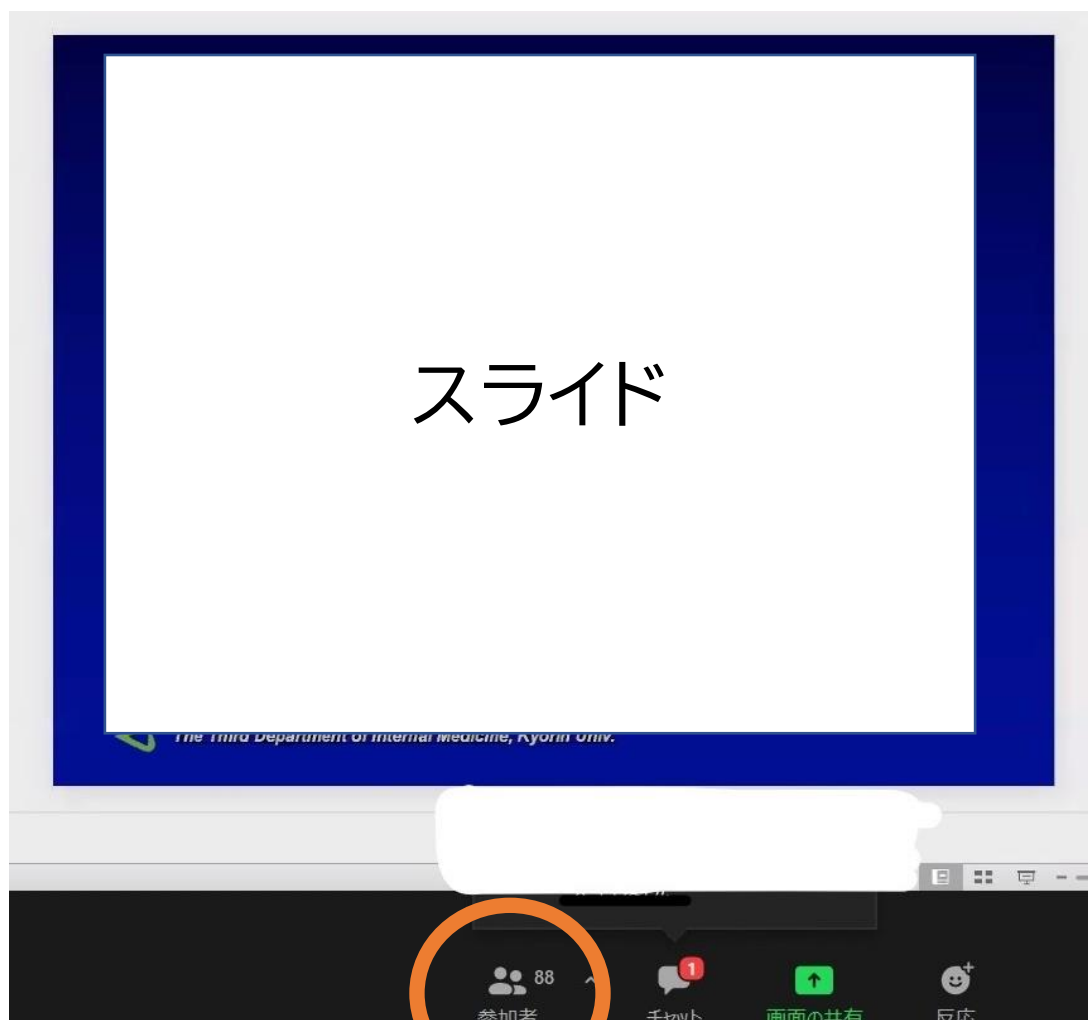 スライド
The Third Department of Internal Medicine, Kyorin Univ.
88
1
参加者
チャット
画面の共有
反応